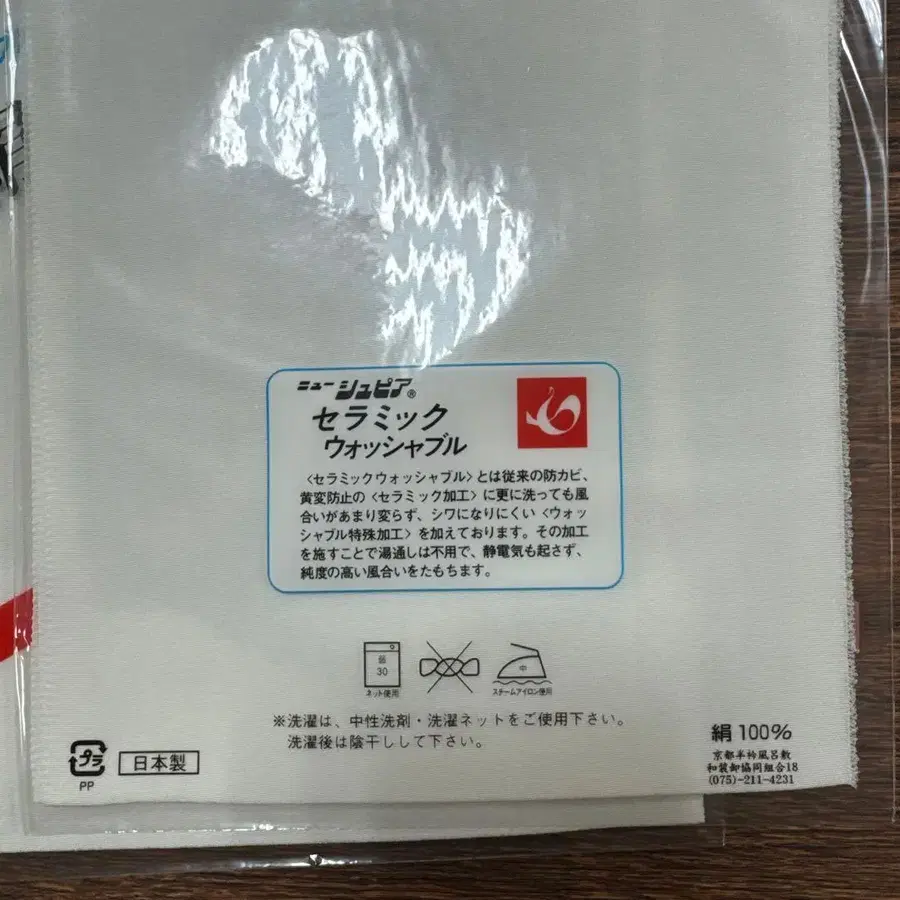 ニューシュピア®
セラミック
ウォッシャブル
〈セラミックウォッシャブル〉とは従来の防カビ、
黄変防止の〈セラミック加工〉に更に洗っても風
合いがあまり変らず、シワになりにくい〈ウォッ
シャブル特殊加工〉を加えております。その加工
を施すことで湯通しは不用で、静電気も起さず、
純度の高い風合いをたもちます。
弱
30
ネット使用
中
スチームアイロン使用
※洗濯は、中性洗剤・洗濯ネットをご使用下さい。
洗濯後は陰干しして下さい。
プラ
PP
日本製
絹 100%
京都半衿風呂敷
和装卸協同組合18
(075)-211-4231